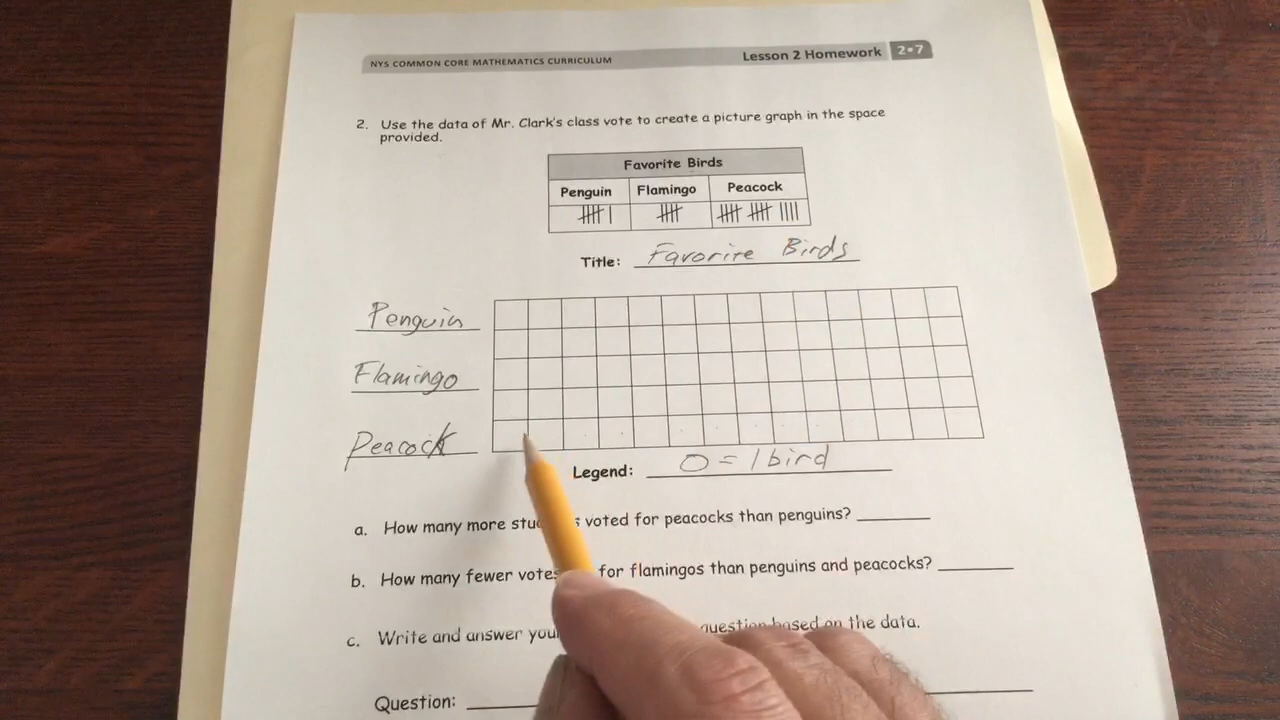 NYS COMMON CORE MATHEMATICS CURRICULUM Lesson 2 Homework 2•7
2. Use the data of Mr. Clark's class vote to create a picture graph in the space
provided.
Favorite Birds
Penguin Flamingo Peacock
Title: Favorite Birds
Penguin
Flamingo
Peacock
Legend: O = 1 bird
a. How many more voted for peacocks than penguins?
b. How many fewer votes for flamingos than penguins and peacocks?
c. Write and answer question based on the data.
Question: